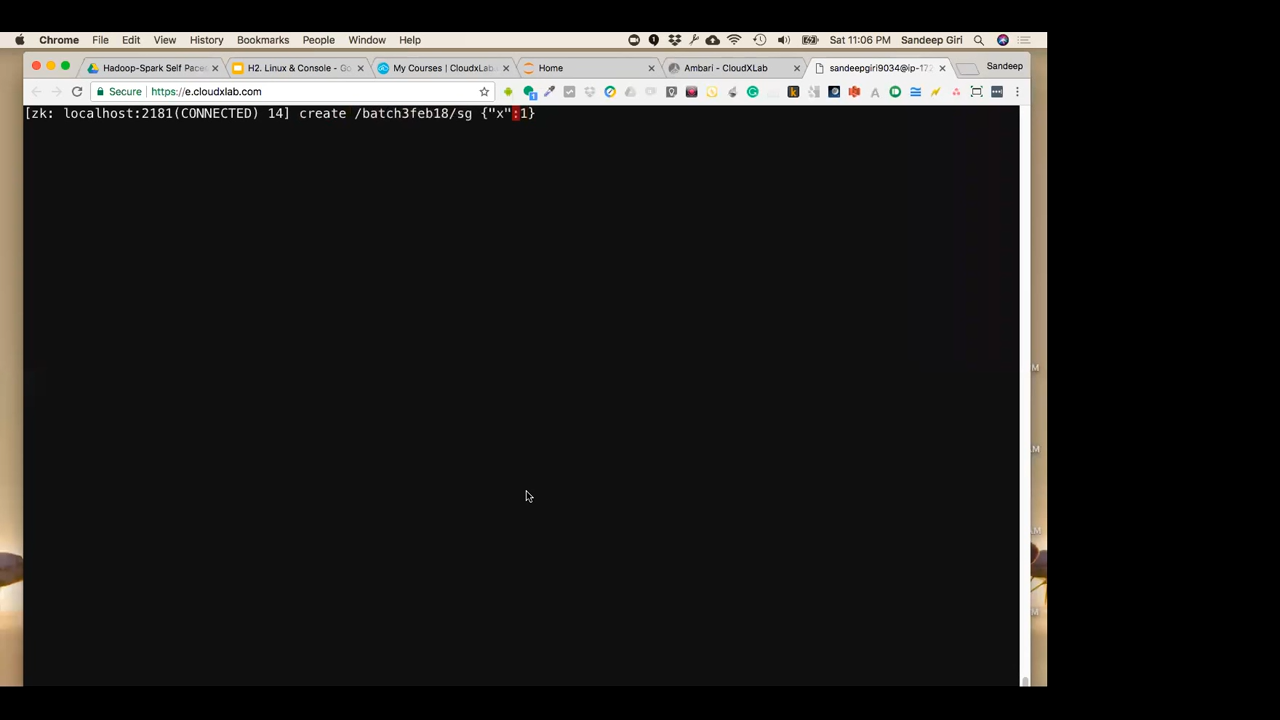 Chrome File Edit View History Bookmarks People Window Help Sat 11:06 PM Sandeep Giri
Hadoop-Spark Self Pace
H2. Linux & Console - Go
My Courses | CloudxLab
Home
Ambari - CloudXLab
sandeepgiri9034@ip-172
Sandeep
Secure https://e.cloudxlab.com
[zk: localhost:2181(CONNECTED) 14] create /batch3feb18/sg {"x":1}